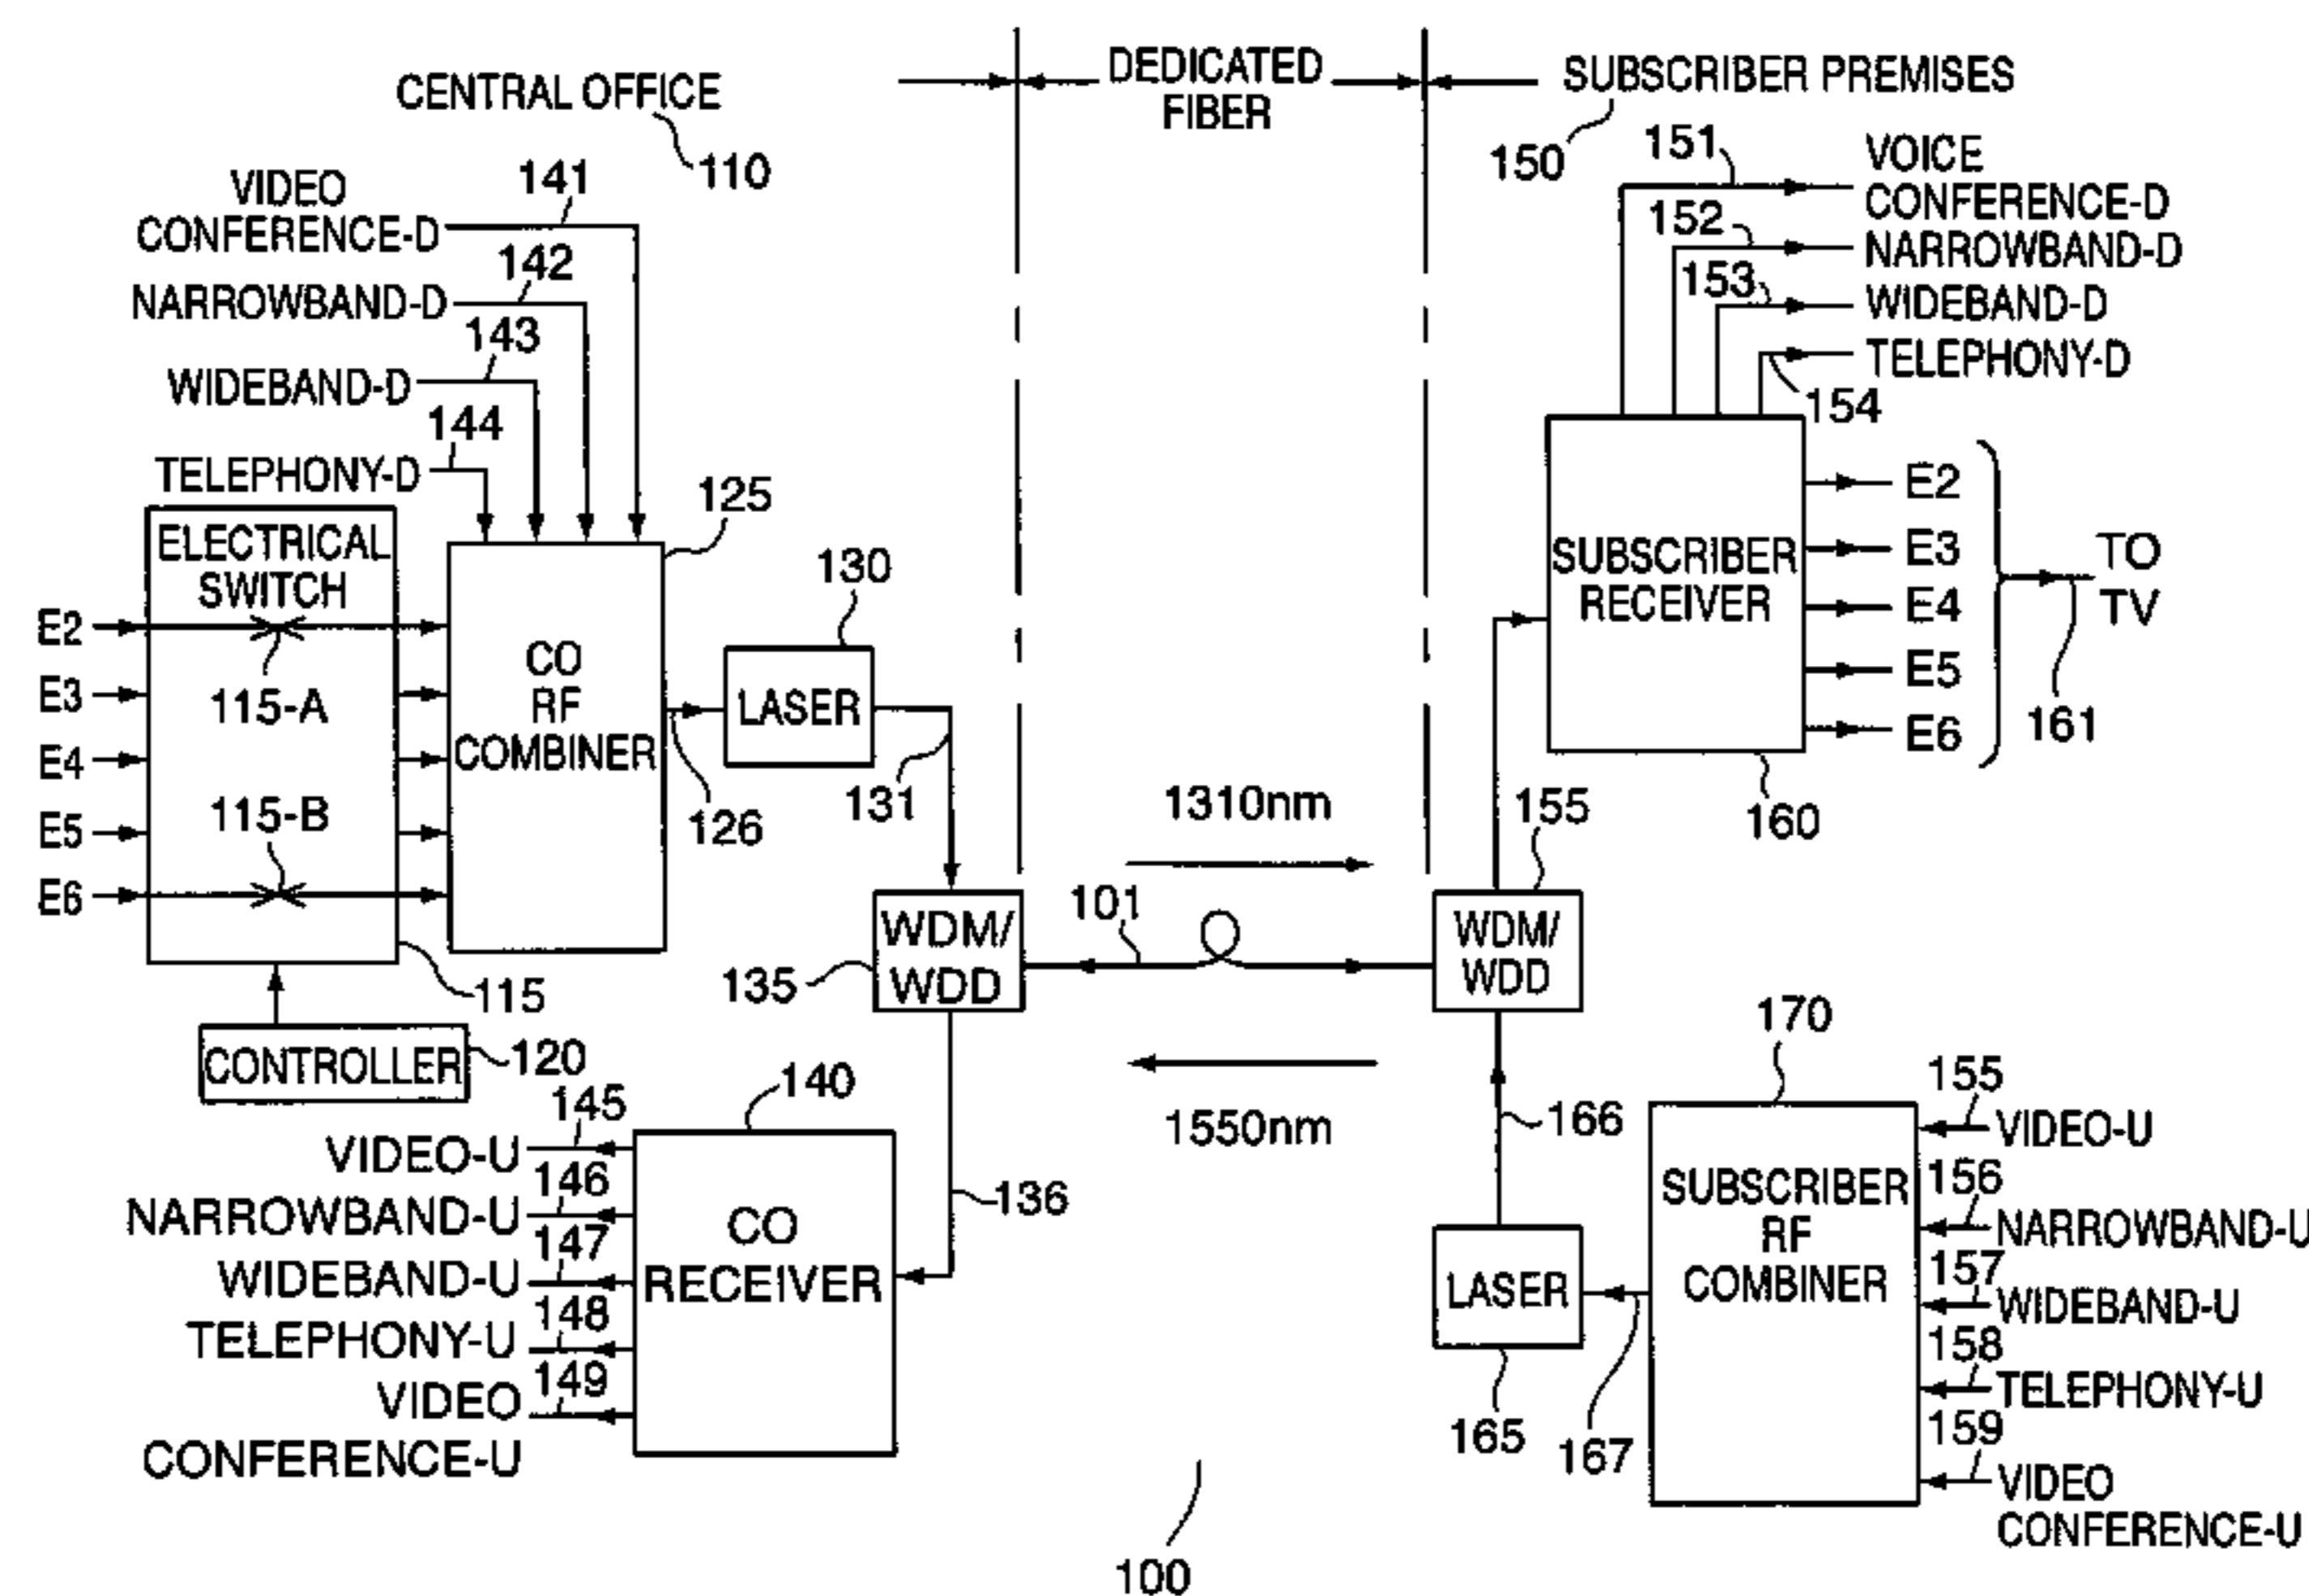 CENTRAL OFFICE
110
DEDICATED
FIBER
SUBSCRIBER PREMISES
150
VIDEO
CONFERENCE-D
141
NARROWBAND-D
142
WIDEBAND-D
143
TELEPHONY-D
144
151
VOICE
CONFERENCE-D
152
NARROWBAND-D
153
WIDEBAND-D
TELEPHONY-D
154
ELECTRICAL
SWITCH
E2
E3
E4
E5
E6
115-A
115-B
115
CONTROLLER
120
CO
RF
COMBINER
125
126
LASER
130
131
WDM/
WDD
135
136
101
1310nm
1550nm
WDM/
WDD
155
SUBSCRIBER
RECEIVER
160
E2
E3
E4
E5
E6
161
TO
TV
CO
RECEIVER
140
145
VIDEO-U
146
NARROWBAND-U
147
WIDEBAND-U
148
TELEPHONY-U
149
VIDEO
CONFERENCE-U
166
LASER
165
167
170
SUBSCRIBER
RF
COMBINER
155
VIDEO-U
156
NARROWBAND-U
157
WIDEBAND-U
158
TELEPHONY-U
159
VIDEO
CONFERENCE-U
100